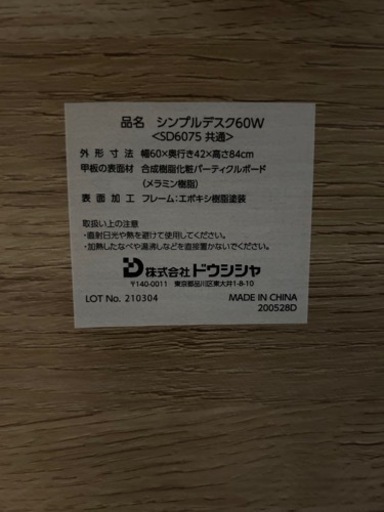 品名 シンプルデスク60W
<SD6075 共通>
外形寸法 幅60×奥行き42×高さ84cm
甲板の表面材 合成樹脂化粧パーティクルボード
(メラミン樹脂)
表面加工 フレーム:エポキシ樹脂塗装
取扱い上の注意
・直射日光や熱を避けて使用してください。
・加熱したなべや湯沸しなどを直接置かないでください。
株式会社ドウシシャ
〒140-0011 東京都品川区東大井1-8-10
LOT No. 210304 MADE IN CHINA
200528D